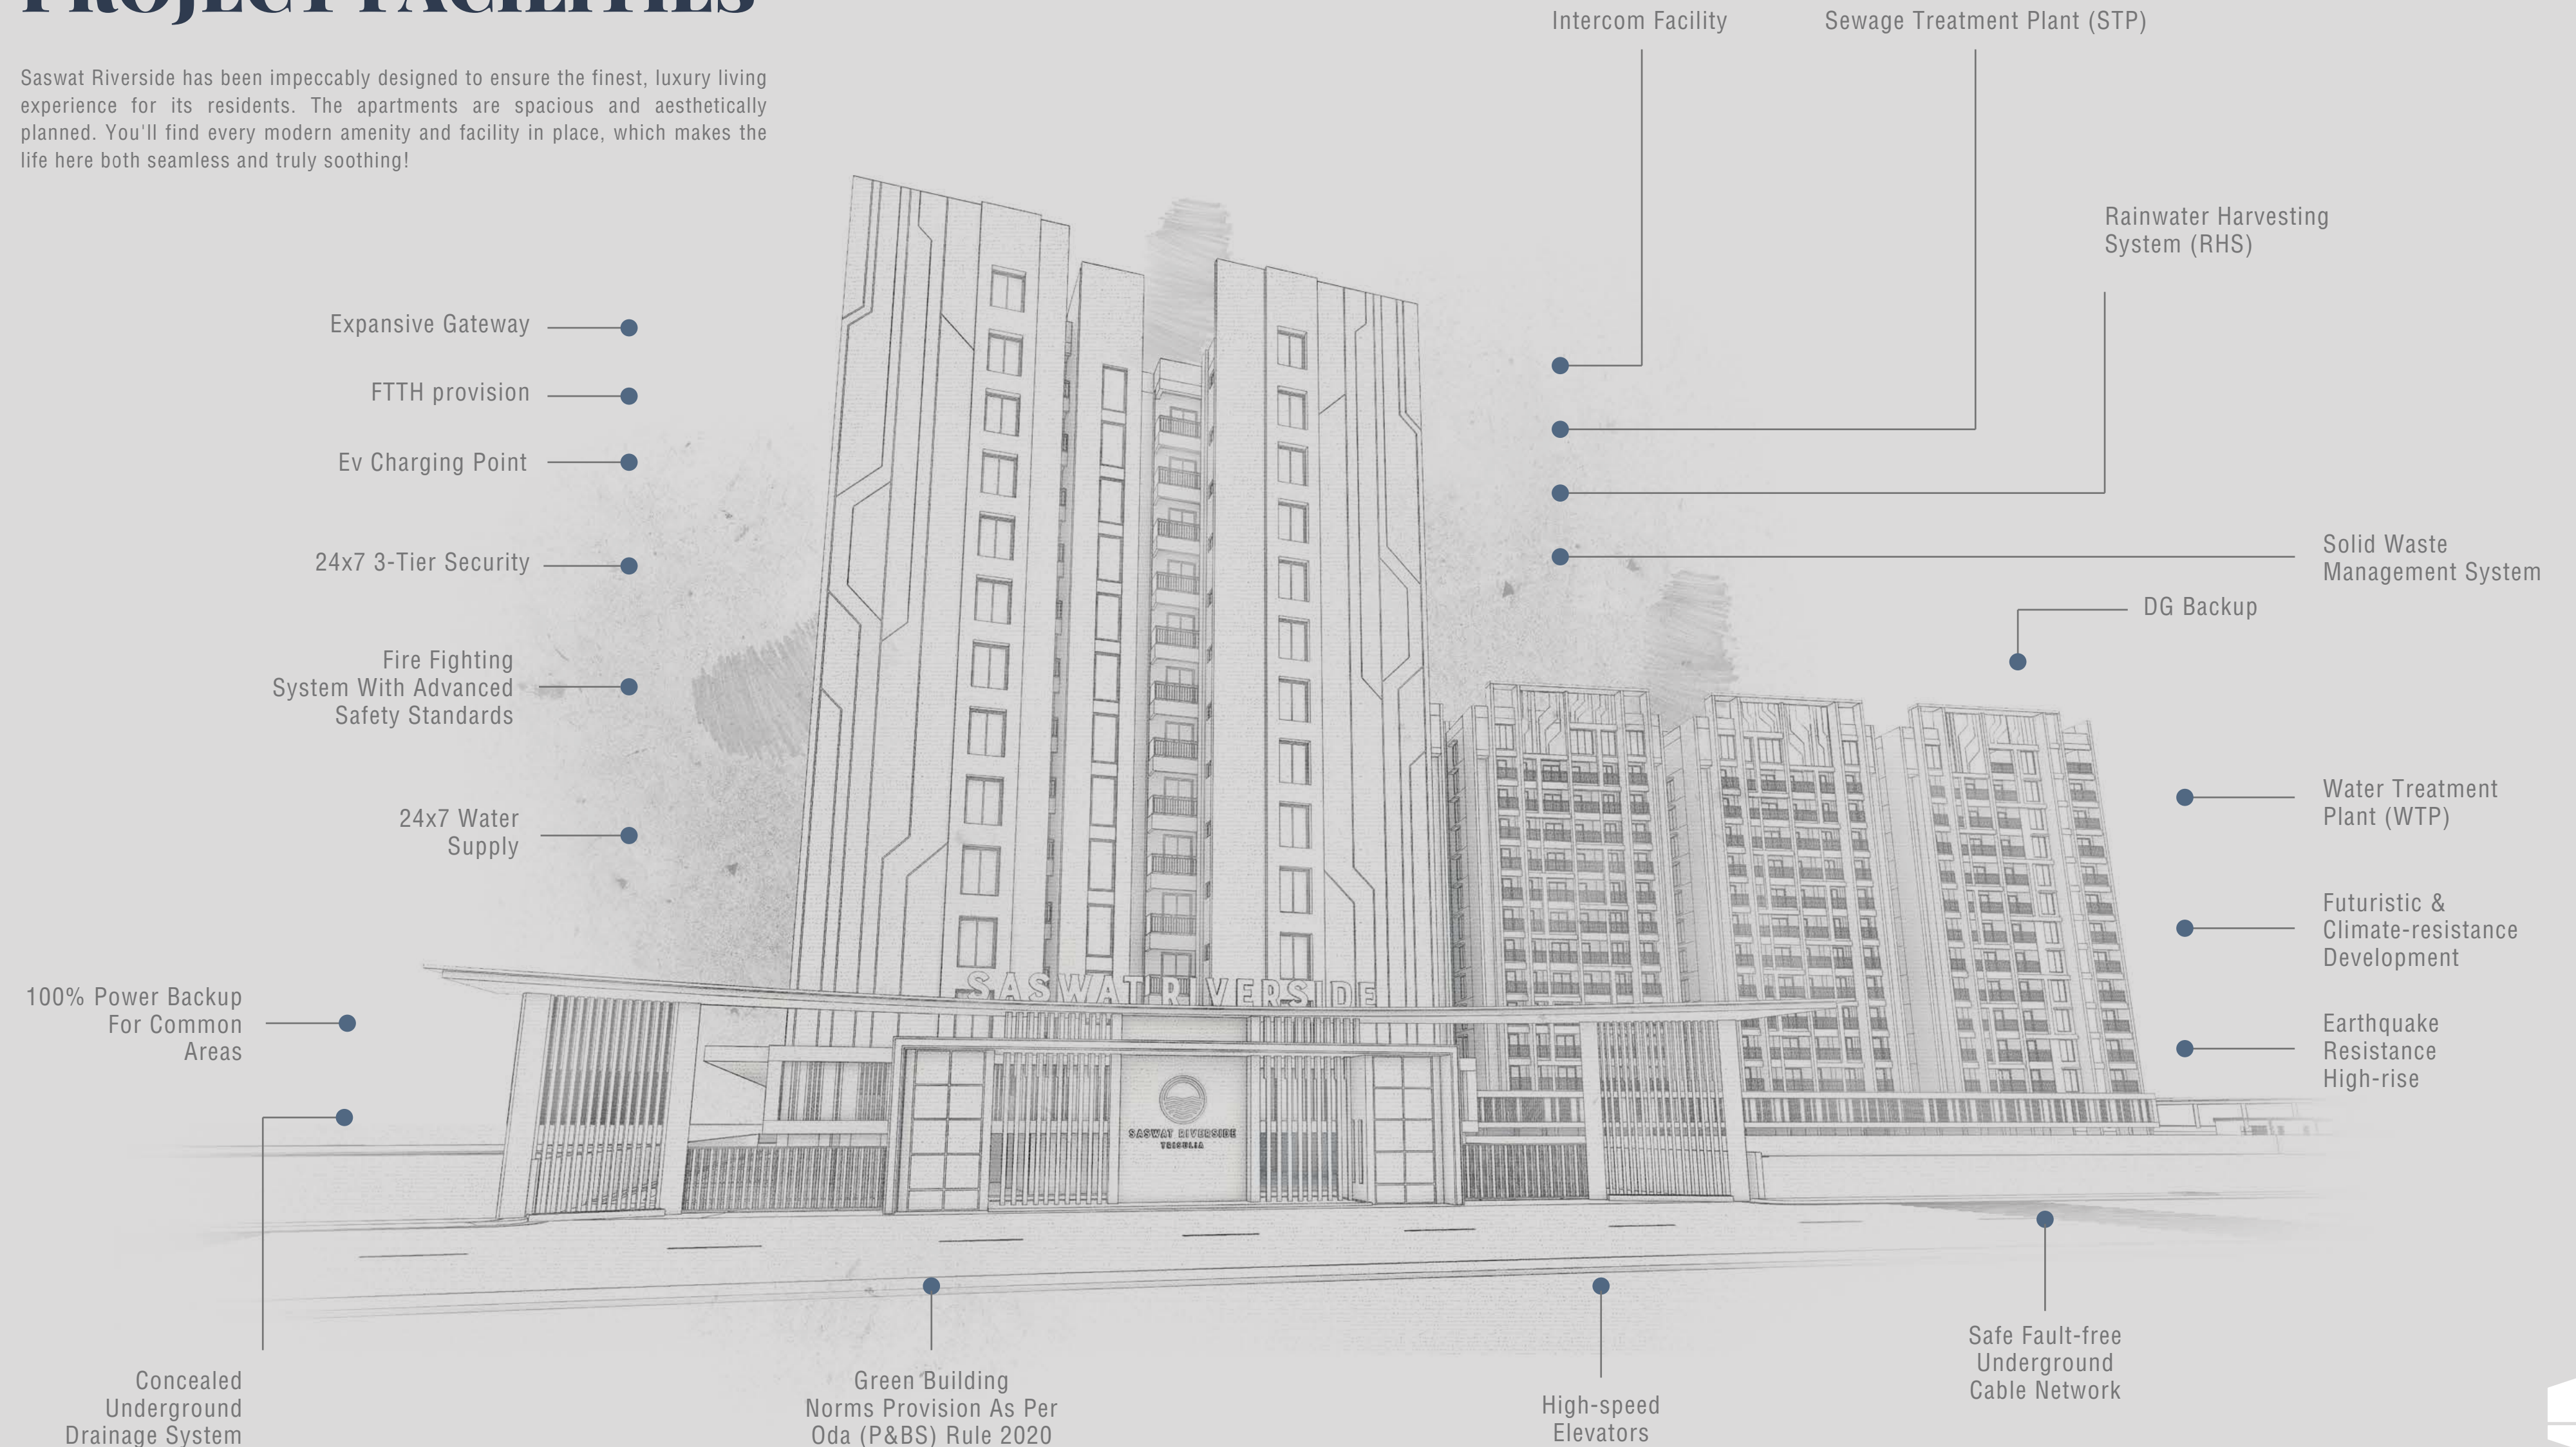 PROJECT FACILITIES
Saswat Riverside has been impeccably designed to ensure the finest, luxury living
experience for its residents. The apartments are spacious and aesthetically
planned. You'll find every modern amenity and facility in place, which makes the
life here both seamless and truly soothing!
Intercom Facility
Sewage Treatment Plant (STP)
Rainwater Harvesting
System (RHS)
Expansive Gateway
FTTH provision
Ev Charging Point
24x7 3-Tier Security
Solid Waste
Management System
DG Backup
Fire Fighting
System With Advanced
Safety Standards
24x7 Water
Supply
Water Treatment
Plant (WTP)
Futuristic &
Climate-resistance
Development
100% Power Backup
For Common
Areas
Earthquake
Resistance
High-rise
SASWAT RIVERSIDE
SASWAT RIVERSIDE
TRISULIA
Concealed
Underground
Drainage System
Green Building
Norms Provision As Per
Oda (P&BS) Rule 2020
High-speed
Elevators
Safe Fault-free
Underground
Cable Network